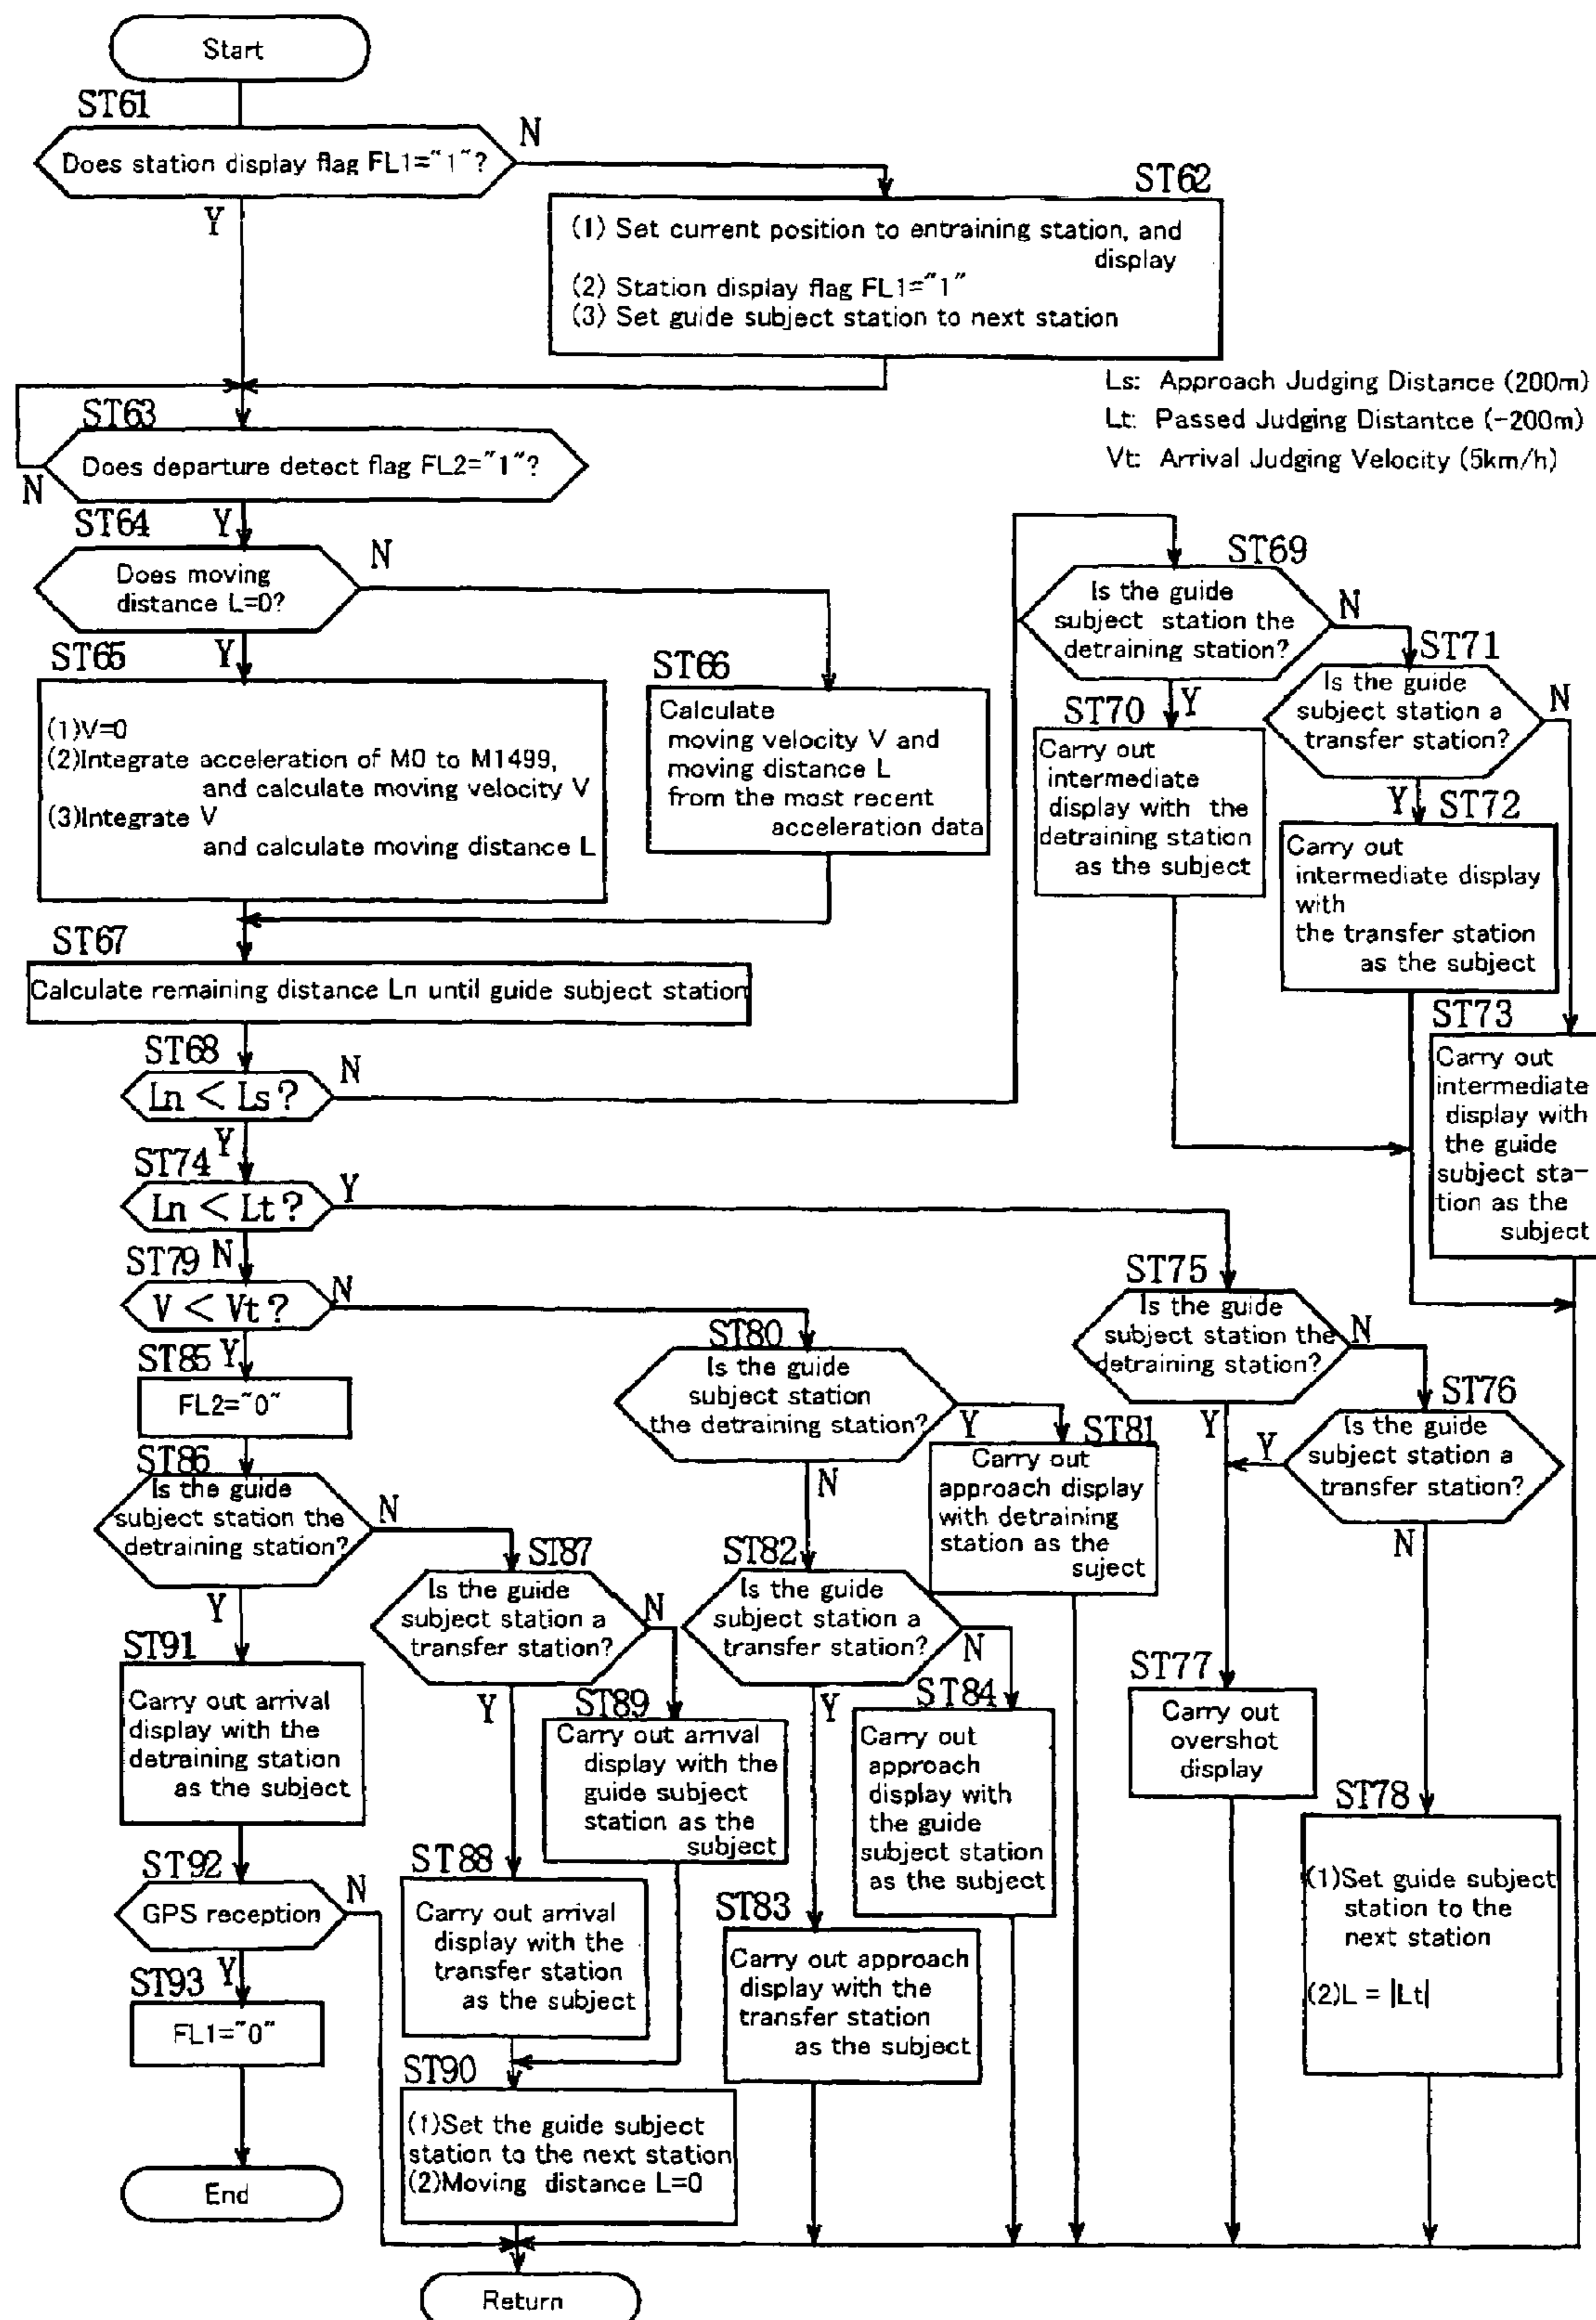 Start
ST61
Does station display flag FL1="1"?
N
Y
ST62
(1) Set current position to entraining station, and
display
(2) Station display flag FL1="1"
(3) Set guide subject station to next station
Ls: Approach Judging Distance (200m)
Lt: Passed Judging Distantce (-200m)
Vt: Arrival Judging Velocity (5km/h)
ST63
Does departure detect flag FL2="1"?
N
Y
ST64
Does moving
distance L=0?
N
Y
ST65
(1)V=0
(2)Integrate acceleration of M0 to M1499,
and calculate moving velocity V
(3)Integrate V
and calculate moving distance L
ST66
Calculate
moving velocity V and
moving distance L
from the most recent
acceleration data
ST67
Calculate remaining distance Ln until guide subject station
ST68
Ln < Ls?
N
Y
ST69
Is the guide
subject station the
detraining station?
N
Y
ST70
Carry out
intermediate
display with the
detraining station
as the subject
ST71
Is the guide
subject station a
transfer station?
N
Y
ST72
Carry out
intermediate display
with
the transfer station
as the subject
ST73
Carry out
intermediate
display with
the guide
subject sta-
tion as the
subject
ST74
Ln < Lt?
Y
N
ST75
Is the guide
subject station the
detraining station?
N
Y
ST76
Is the guide
subject station a
transfer station?
Y
N
ST77
Carry out
overshot
display
ST78
(1)Set guide subject
station to the
next station
(2)L = |Lt|
ST79
V < Vt?
N
Y
ST80
Is the guide
subject station
the detraining station?
Y
N
ST81
Carry out
approach display
with detraining
station as the
suject
ST82
Is the guide
subject station a
transfer station?
N
Y
ST83
Carry out approach
display with the
transfer station
as the subject
ST84
Carry out
approach
display with
the guide
subject station
as the subject
ST85
FL2="0"
ST86
Is the guide
subject station the
detraining station?
N
Y
ST87
Is the guide
subject station a
transfer station?
N
Y
ST88
Carry out arrival
display with the
transfer station
as the subject
ST89
Carry out arrival
display with the
guide subject
station as the
subject
ST90
(1)Set the guide subject
station to the next station
(2)Moving distance L=0
ST91
Carry out arrival
display with the
detraining station
as the subject
ST92
GPS reception
N
Y
ST93
FL1="0"
End
Return